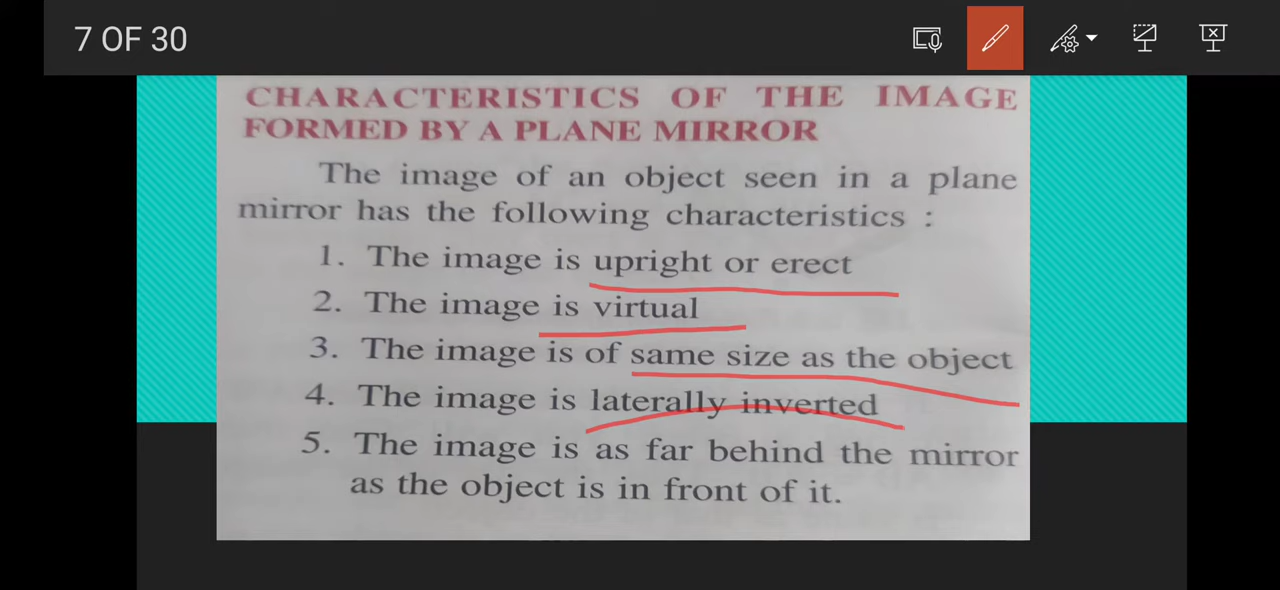 7 OF 30
CHARACTERISTICS OF THE IMAGE
FORMED BY A PLANE MIRROR
The image of an object seen in a plane
mirror has the following characteristics :
1. The image is upright or erect
2. The image is virtual
3. The image is of same size as the object
4. The image is laterally inverted
5. The image is as far behind the mirror
as the object is in front of it.